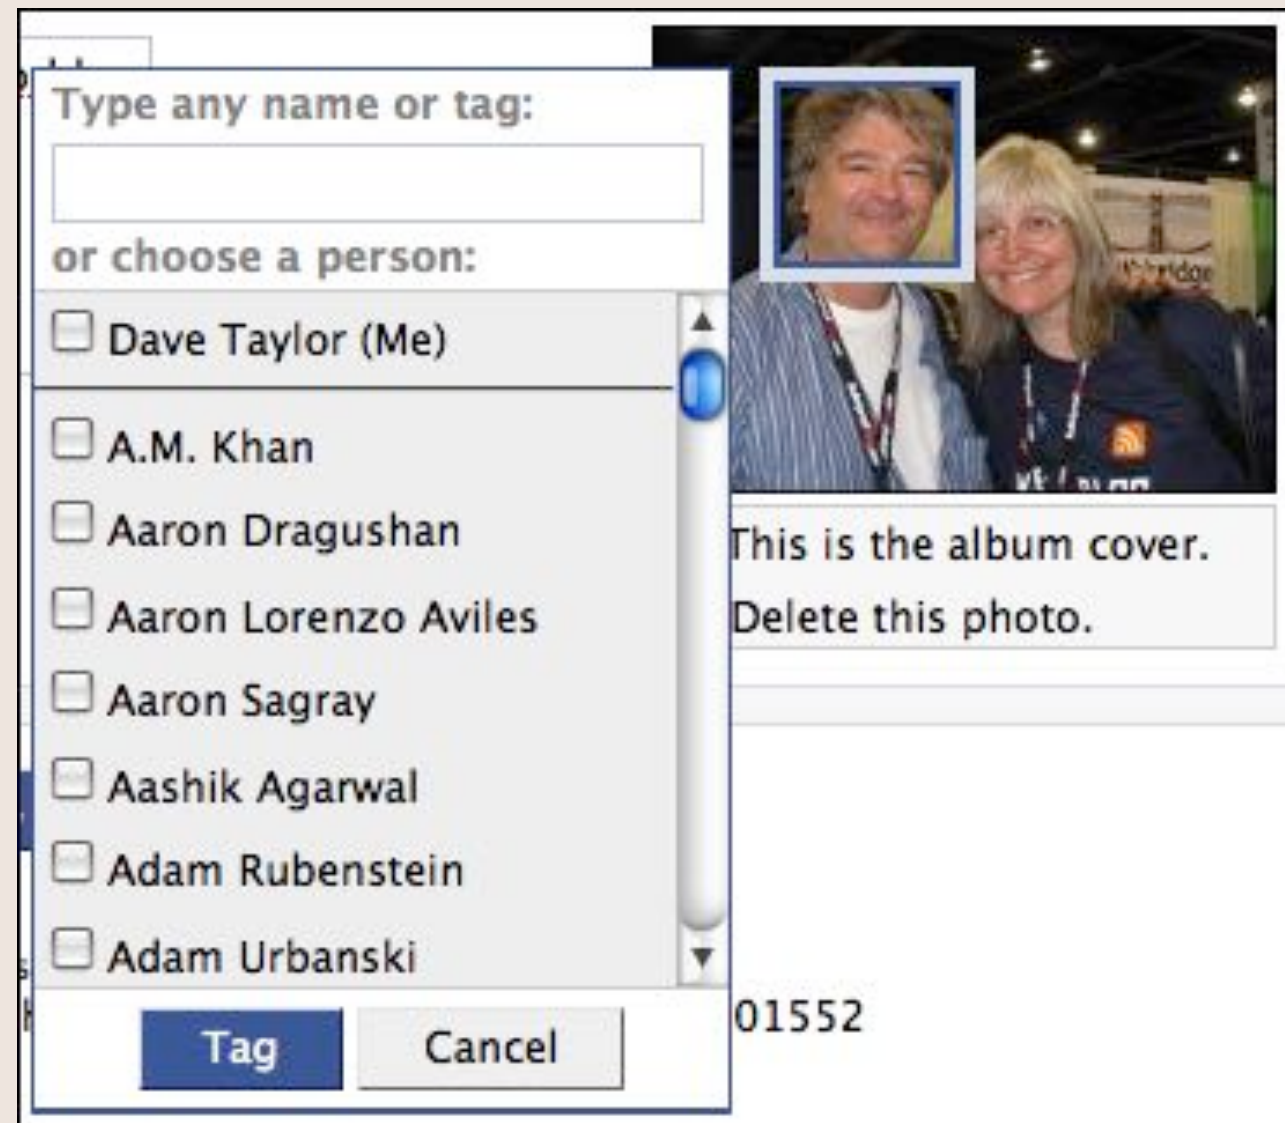 Type any name or tag:
or choose a person:
Dave Taylor (Me)
A.M. Khan
Aaron Dragushan
Aaron Lorenzo Aviles
Aaron Sagray
Aashik Agarwal
Adam Rubenstein
Adam Urbanski
Tag
Cancel
This is the album cover.
Delete this photo.
01552